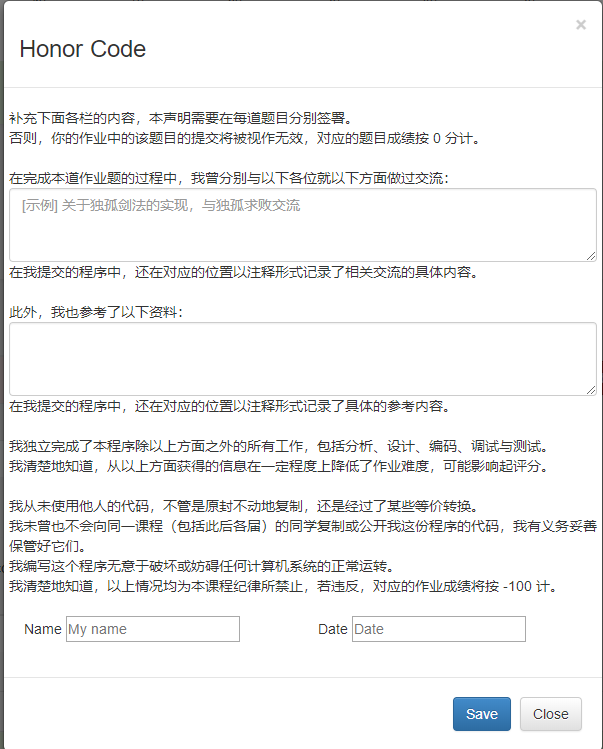 ×
Honor Code
补充下面各栏的内容，本声明需要在每道题目分别签署。
否则，你的作业中的该题目的提交将被视作无效，对应的题目成绩按 0 分计。
在完成本道作业题的过程中，我曾分别与以下各位就以下方面做过交流：
[示例] 关于独孤剑法的实现，与独孤求败交流
在我提交的程序中，还在对应的位置以注释形式记录了相关交流的具体内容。
此外，我也参考了以下资料：
在我提交的程序中，还在对应的位置以注释形式记录了具体的参考内容。
我独立完成了本程序除以上方面之外的所有工作，包括分析、设计、编码、调试与测试。
我清楚地知道，从以上方面获得的信息在一定程度上降低了作业难度，可能影响起评分。
我从未使用他人的代码，不管是原封不动地复制，还是经过了某些等价转换。
我未曾也不会向同一课程（包括此后各届）的同学复制或公开我这份程序的代码，我有义务妥善
保管好它们。
我编写这个程序无意于破坏或妨碍任何计算机系统的正常运转。
我清楚地知道，以上情况均为本课程纪律所禁止，若违反，对应的作业成绩将按 -100 计。
Name My name Date Date
Save Close